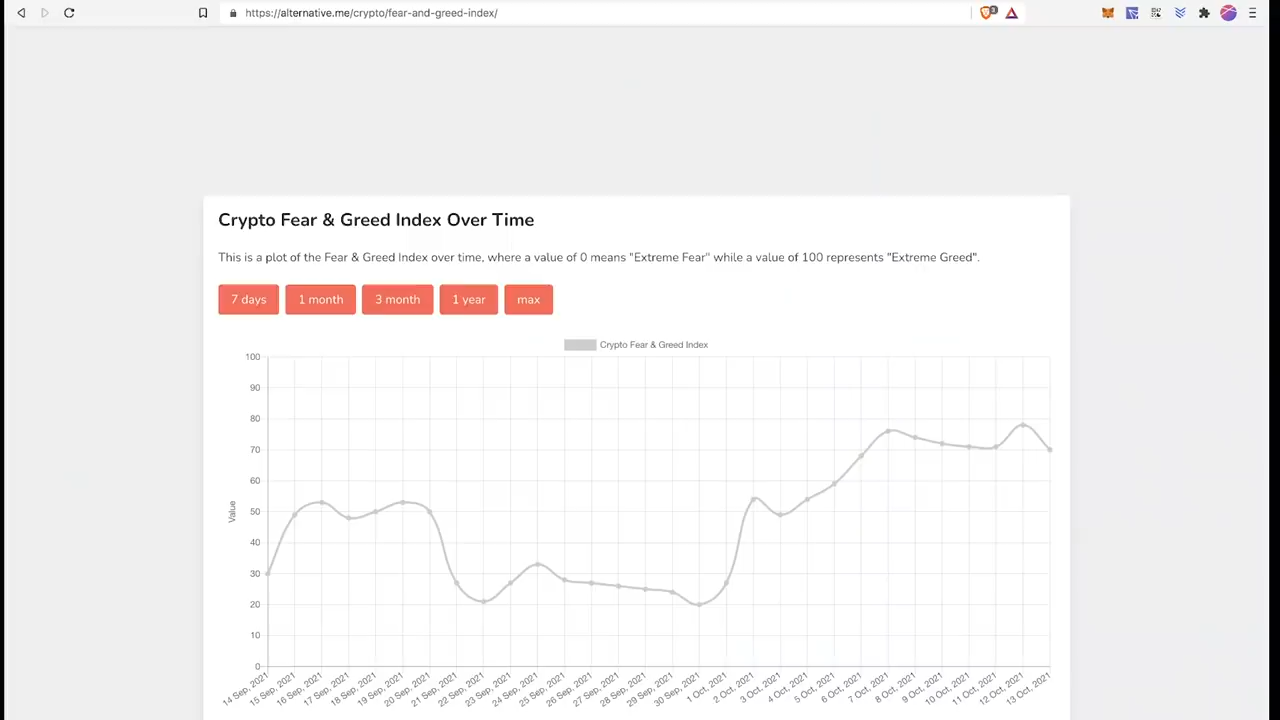 https://alternative.me/crypto/fear-and-greed-index/
Crypto Fear & Greed Index Over Time
This is a plot of the Fear & Greed Index over time, where a value of 0 means "Extreme Fear" while a value of 100 represents "Extreme Greed".
7 days 1 month 3 month 1 year max
Crypto Fear & Greed Index
100
90
80
70
60
50
40
30
20
10
0
Value
14 Sep, 2021 15 Sep, 2021 16 Sep, 2021 17 Sep, 2021 18 Sep, 2021 19 Sep, 2021 20 Sep, 2021 21 Sep, 2021 22 Sep, 2021 23 Sep, 2021 24 Sep, 2021 25 Sep, 2021 26 Sep, 2021 27 Sep, 2021 28 Sep, 2021 29 Sep, 2021 30 Sep, 2021 1 Oct, 2021 2 Oct, 2021 3 Oct, 2021 4 Oct, 2021 5 Oct, 2021 6 Oct, 2021 7 Oct, 2021 8 Oct, 2021 9 Oct, 2021 10 Oct, 2021 11 Oct, 2021 12 Oct, 2021 13 Oct, 2021